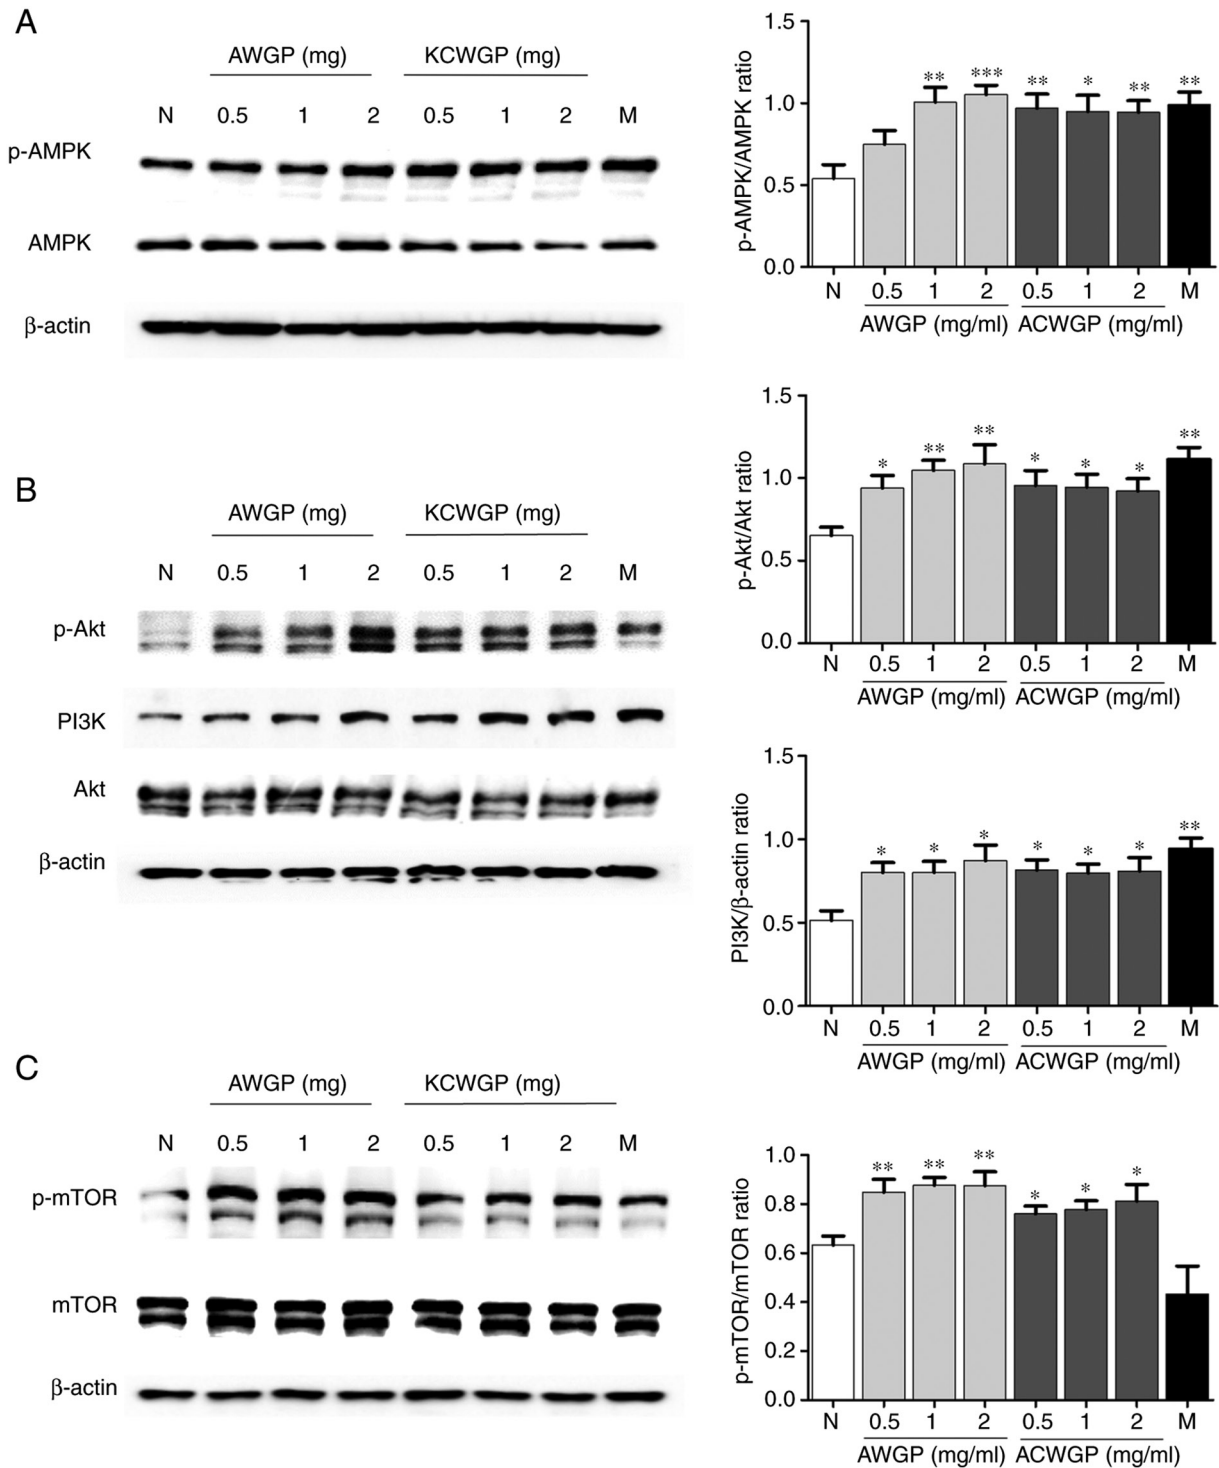 A
AWGP (mg) KCWGP (mg)
N 0.5 1 2 0.5 1 2 M
p-AMPK
AMPK
β-actin
p-AMPK/AMPK ratio
1.5
1.0
0.5
0.0
** *** ** * ** **
N 0.5 1 2 0.5 1 2 M
AWGP (mg/ml) ACWGP (mg/ml)
B
AWGP (mg) KCWGP (mg)
N 0.5 1 2 0.5 1 2 M
p-Akt
PI3K
Akt
β-actin
p-Akt/Akt ratio
1.5
1.0
0.5
0.0
* ** ** * * * **
N 0.5 1 2 0.5 1 2 M
AWGP (mg/ml) ACWGP (mg/ml)
PI3K/β-actin ratio
1.5
1.0
0.5
0.0
* * * * * * **
N 0.5 1 2 0.5 1 2 M
AWGP (mg/ml) ACWGP (mg/ml)
C
AWGP (mg) KCWGP (mg)
N 0.5 1 2 0.5 1 2 M
p-mTOR
mTOR
β-actin
p-mTOR/mTOR ratio
1.0
0.8
0.6
0.4
0.2
0.0
** ** ** * * *
N 0.5 1 2 0.5 1 2 M
AWGP (mg/ml) ACWGP (mg/ml)